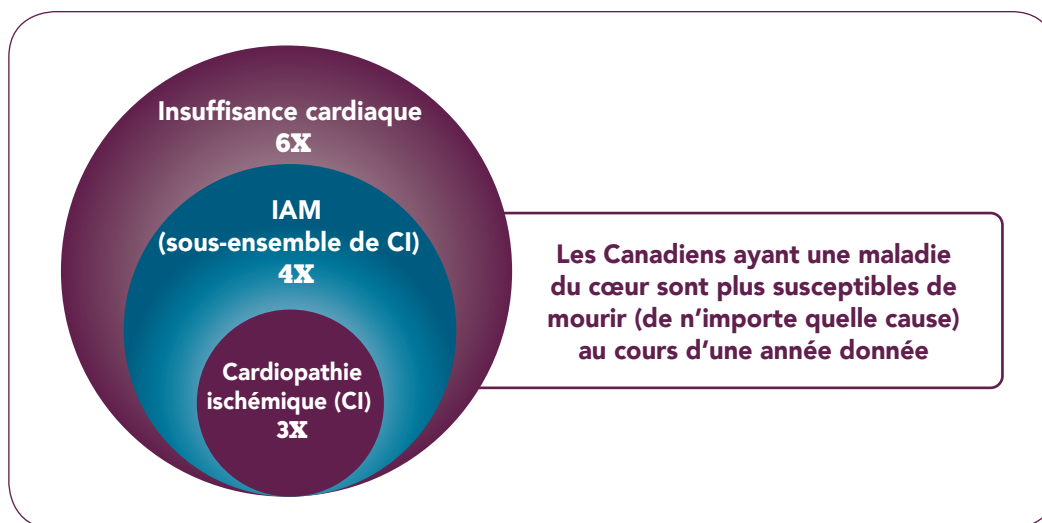 Insuffisance cardiaque
6X
IAM
(sous-ensemble de CI)
4X
Cardiopathie
ischémique (CI)
3X
Les Canadiens ayant une maladie
du cœur sont plus susceptibles de
mourir (de n’importe quelle cause)
au cours d’une année donnée